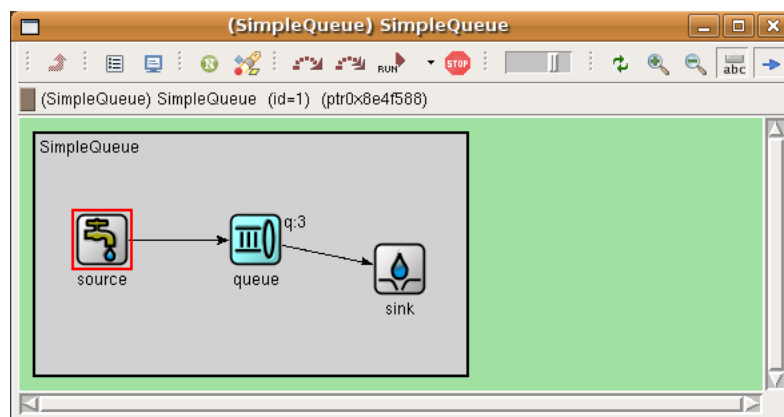 (SimpleQueue) SimpleQueue
N RUN STOP abc
(SimpleQueue) SimpleQueue (id=1) (ptr0x8e4f588)
SimpleQueue
q:3
source
queue
sink